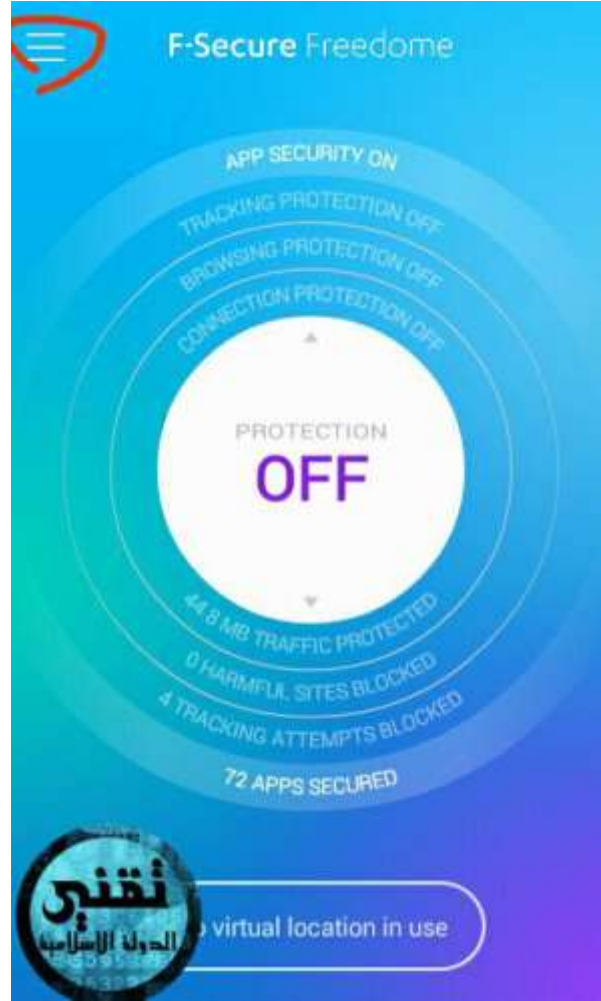 F-Secure Freedome
APP SECURITY ON
TRACKING PROTECTION OFF
BROWSING PROTECTION OFF
CONNECTION PROTECTION OFF
PROTECTION
OFF
44.8 MB TRAFFIC PROTECTED
0 HARMFUL SITES BLOCKED
4 TRACKING ATTEMPTS BLOCKED
72 APPS SECURED
تقني
الدولة الإسلامية
virtual location in use